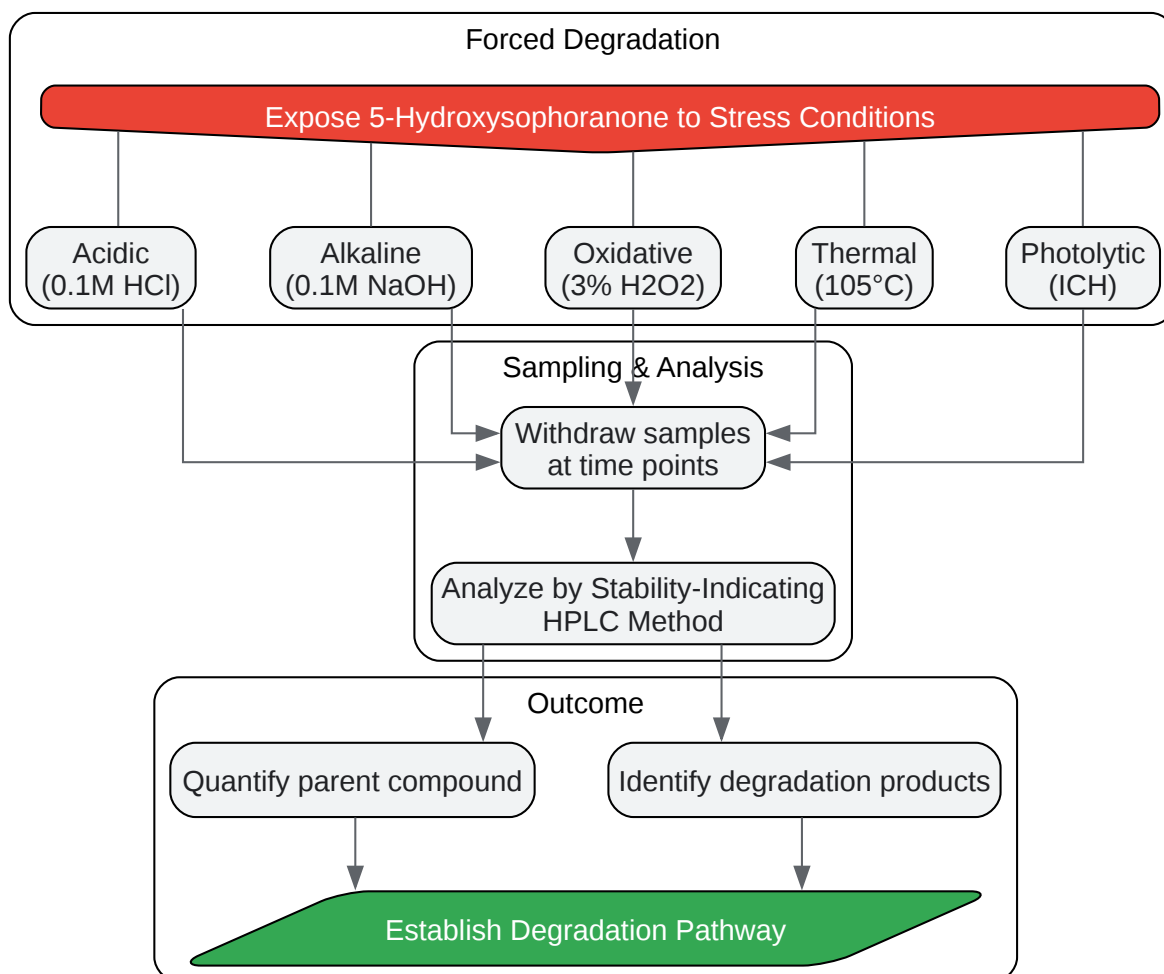 Forced Degradation
Expose 5-Hydroxysophoranone to Stress Conditions
Acidic
(0.1M HCl)
Alkaline
(0.1M NaOH)
Oxidative
(3% H2O2)
Thermal
(105°C)
Photolytic
(ICH)
Sampling & Analysis
Withdraw samples
at time points
Analyze by Stability-Indicating
HPLC Method
Outcome
Quantify parent compound
Identify degradation products
Establish Degradation Pathway